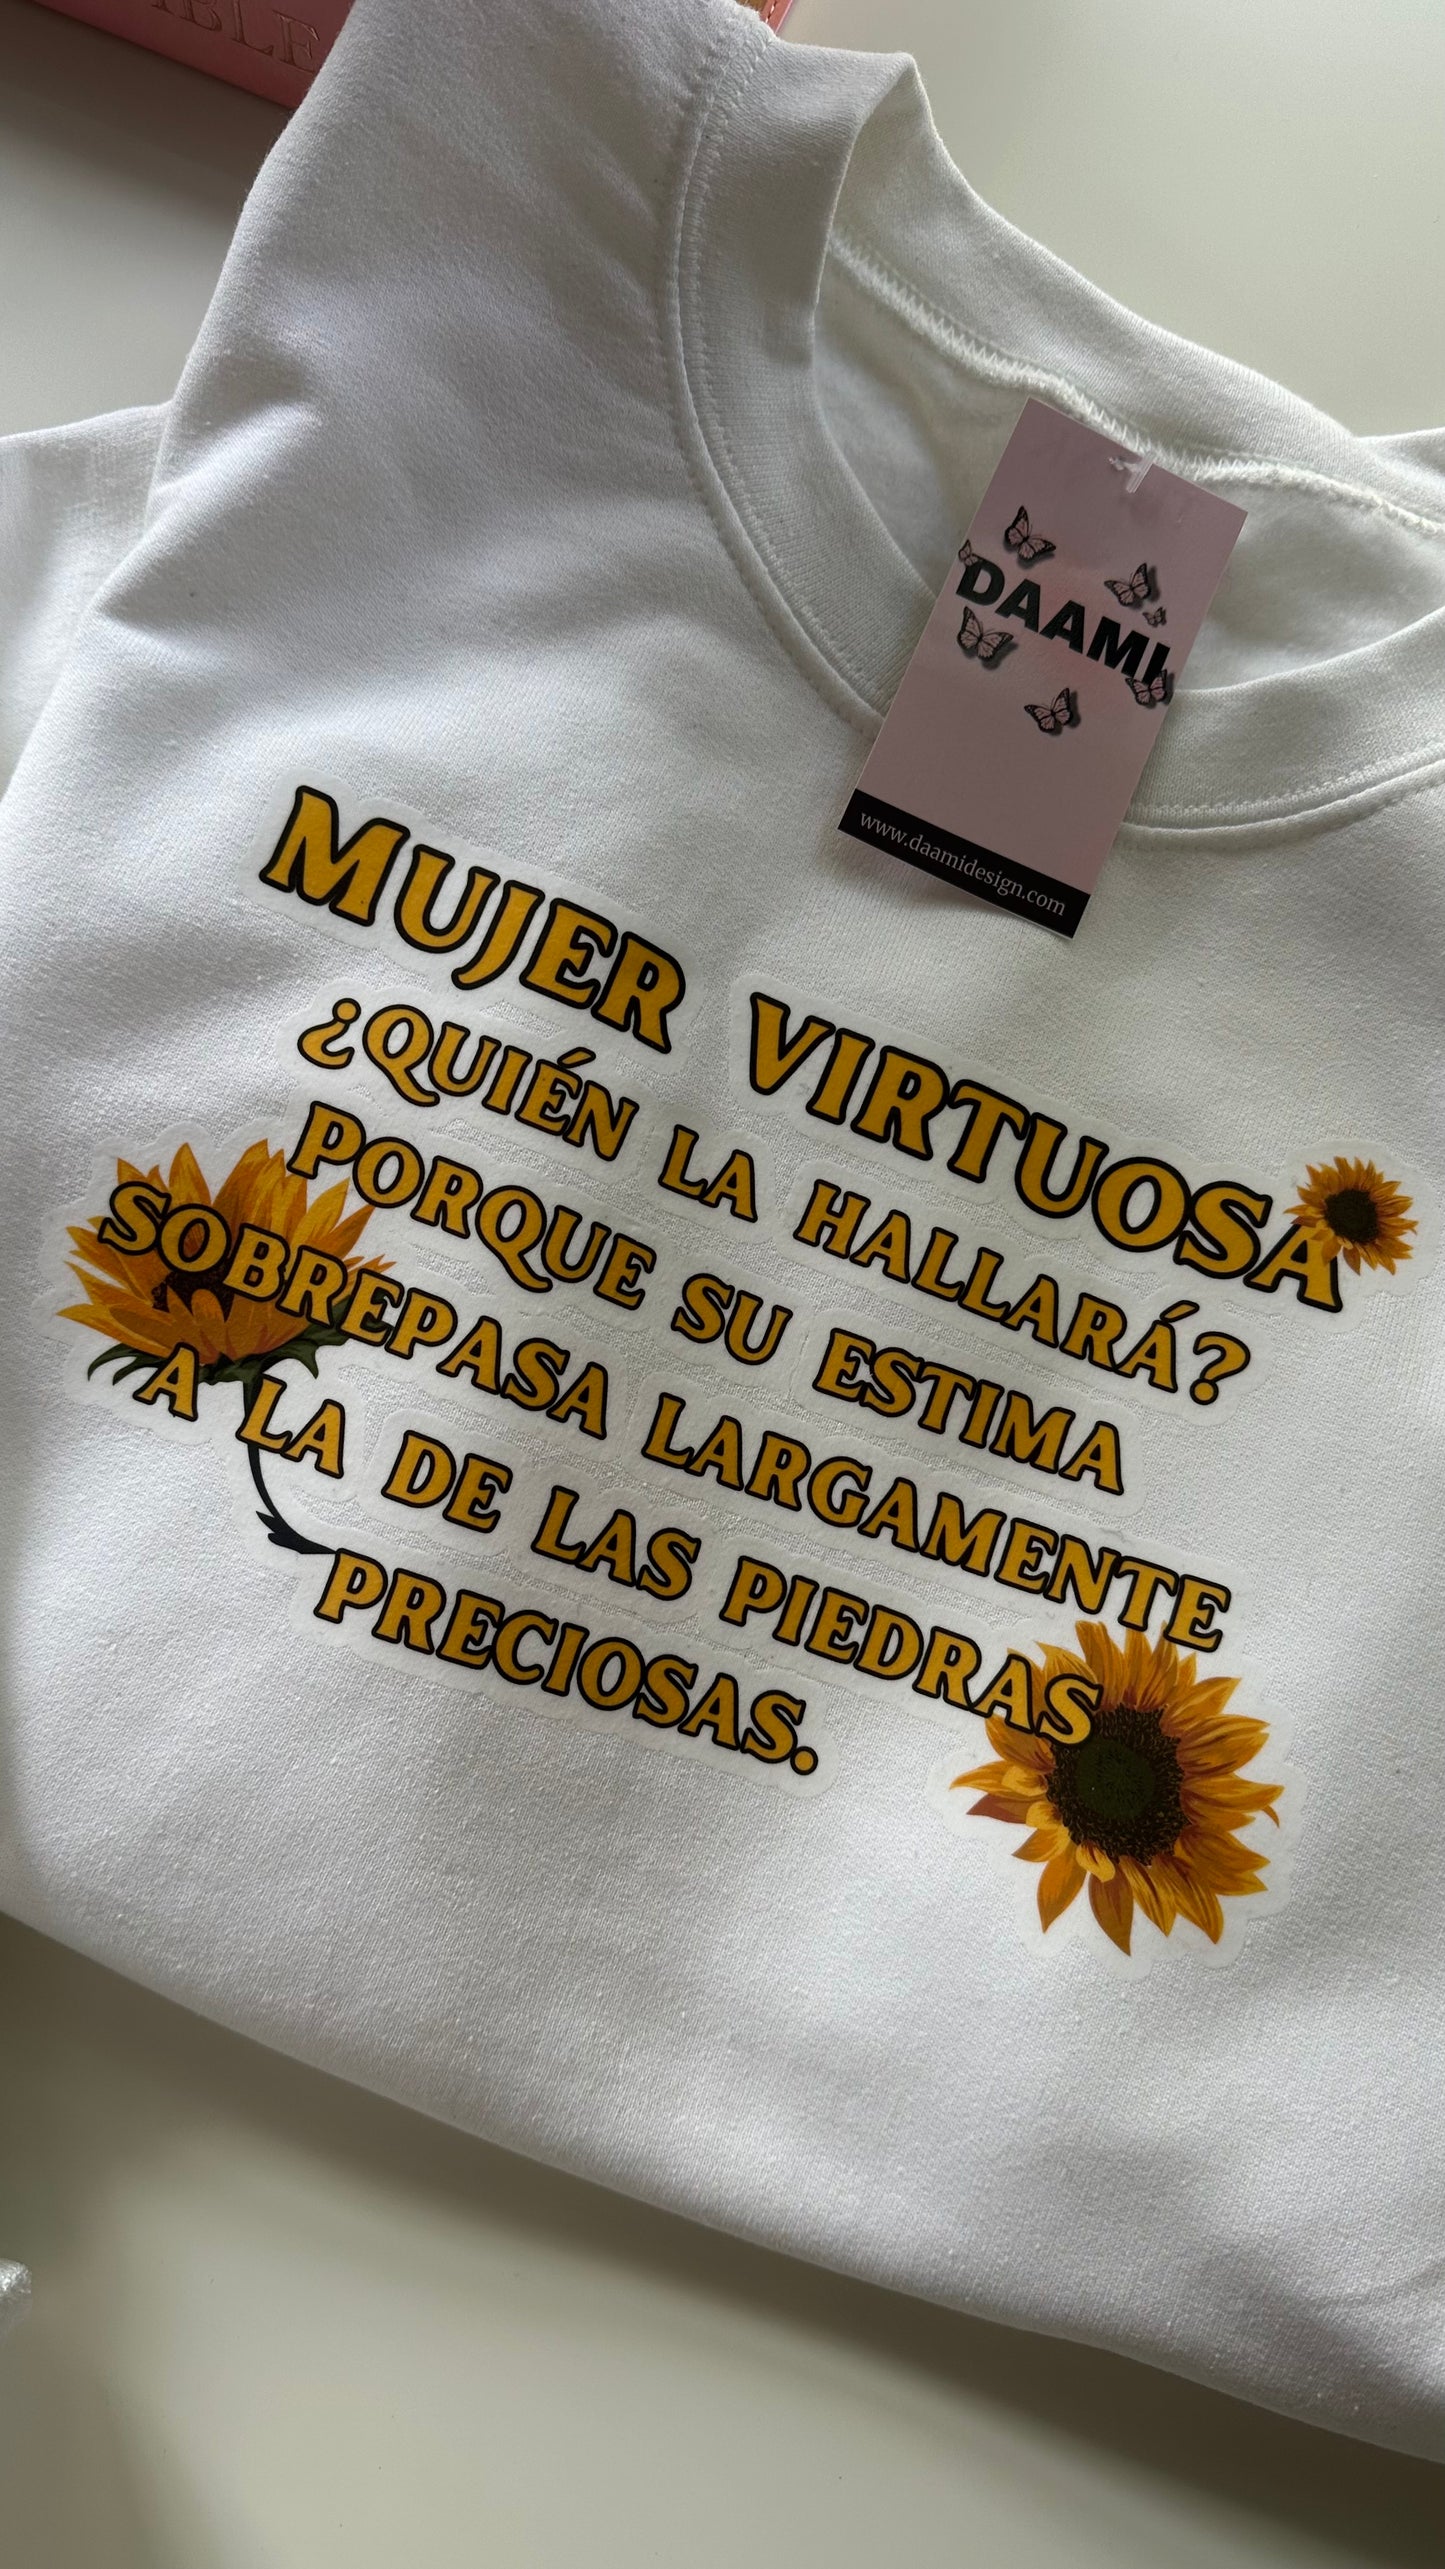 BIBLE
DAAMI
www.daamidesign.com
MUJER VIRTUOSA
¿QUIÉN LA HALLARÁ?
PORQUE SU ESTIMA
SOBREPASA LARGAMENTE
A LA DE LAS PIEDRAS
PRECIOSAS.